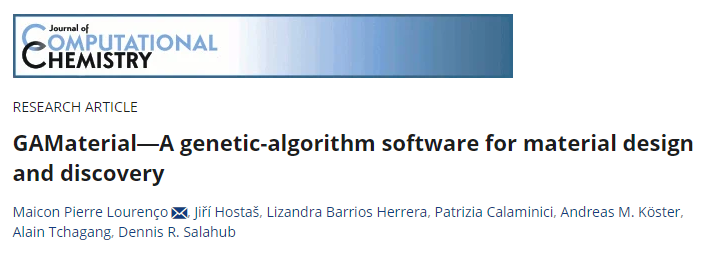 Journal of
COMPUTATIONAL
CHEMISTRY
RESEARCH ARTICLE
GAMaterial—A genetic-algorithm software for material design
and discovery
Maicon Pierre Lourenço, Jiří Hostaš, Lizandra Barrios Herrera, Patrizia Calaminici, Andreas M. Köster,
Alain Tchagang, Dennis R. Salahub